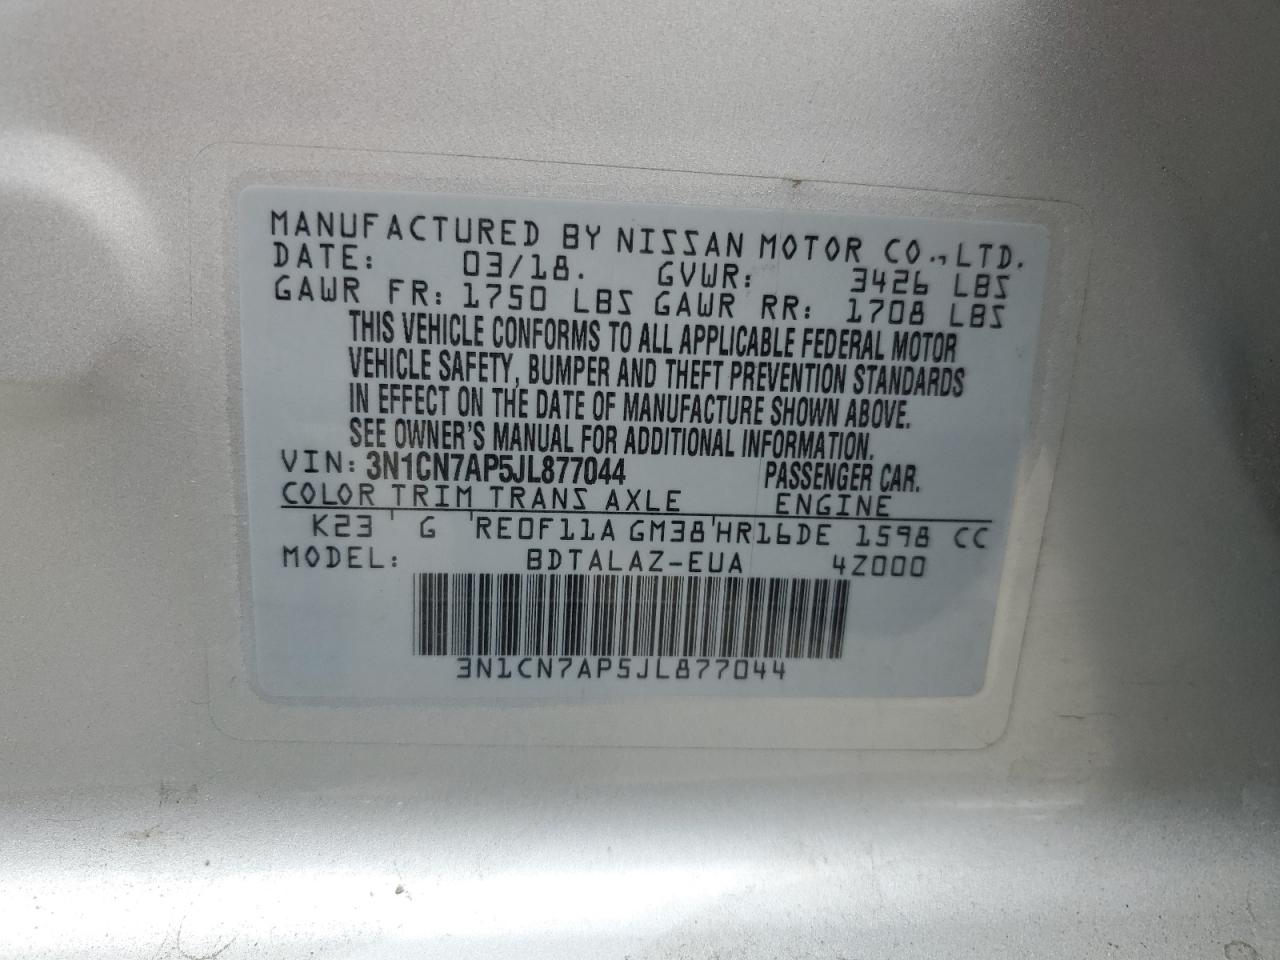 MANUFACTURED BY NISSAN MOTOR CO., LTD.
DATE: 03/18. GVWR: 3426 LBS
GAWR FR: 1750 LBS GAWR RR: 1708 LBS
THIS VEHICLE CONFORMS TO ALL APPLICABLE FEDERAL MOTOR
VEHICLE SAFETY, BUMPER AND THEFT PREVENTION STANDARDS
IN EFFECT ON THE DATE OF MANUFACTURE SHOWN ABOVE.
SEE OWNER'S MANUAL FOR ADDITIONAL INFORMATION.
VIN: 3N1CN7AP5JL877044 PASSENGER CAR.
COLOR TRIM TRANS AXLE ENGINE
K23 ' G 'RE0F11A GM38'HR16DE 1598 CC
MODEL: BDTALAZ-EUA 4Z000
3N1CN7AP5JL877044